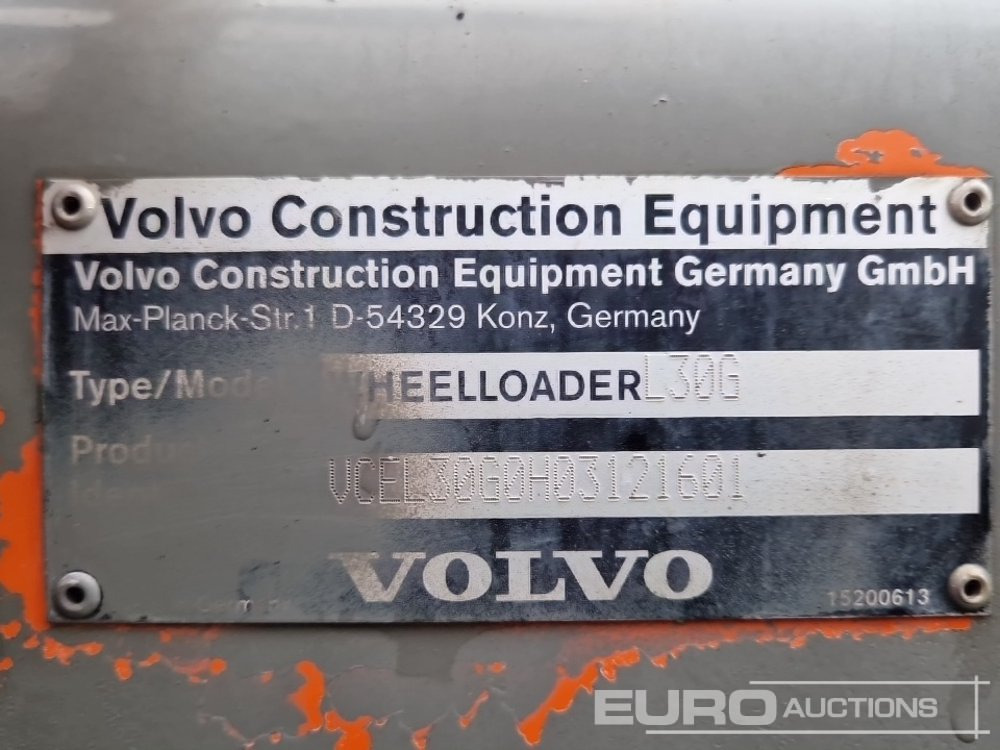 Volvo Construction Equipment
Volvo Construction Equipment Germany GmbH
Max-Planck-Str.1 D-54329 Konz, Germany
Type/Mode HEELLOADER L30G
Produ
VCEL30G0H03121601
VOLVO
15200613
EURO AUCTIONS